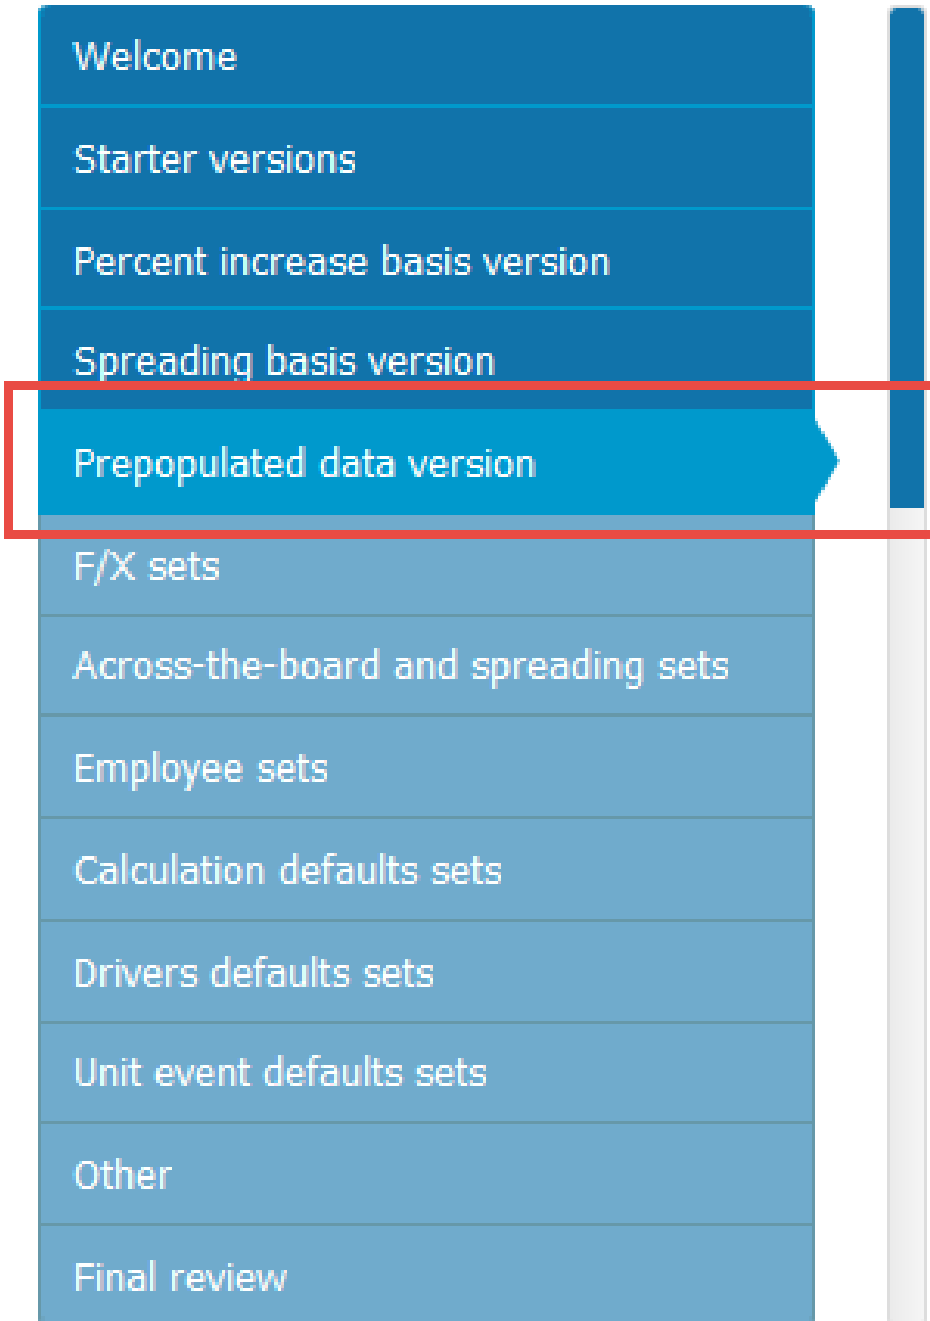 Welcome
Starter versions
Percent increase basis version
Spreading basis version
Prepopulated data version
F/X sets
Across-the-board and spreading sets
Employee sets
Calculation defaults sets
Drivers defaults sets
Unit event defaults sets
Other
Final review